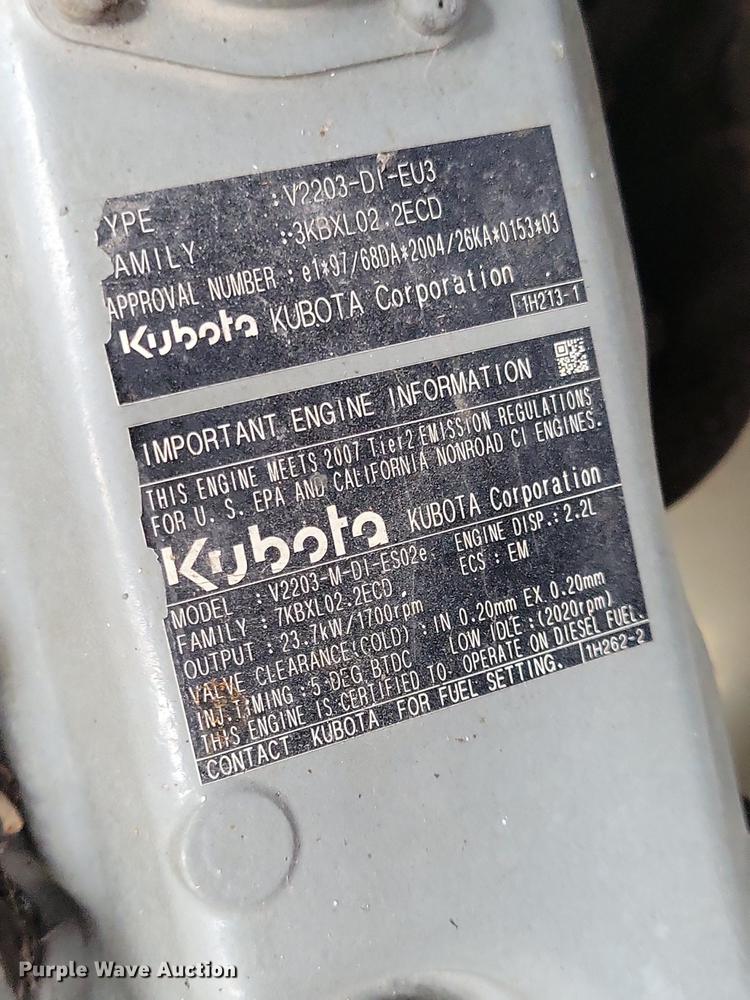 YPE : V2203-DI-EU3
AMILY : 3KBXL02.2ECD
APPROVAL NUMBER : e1*97/68DA*2004/26KA*0153*03
Kubota KUBOTA Corporation
1H213-1
IMPORTANT ENGINE INFORMATION
THIS ENGINE MEETS 2007 Tier2 EMISSION REGULATIONS
FOR U. S. EPA AND CALIFORNIA NONROAD CI ENGINES.
Kubota KUBOTA Corporation
MODEL : V2203-M-DI-ES02e ENGINE DISP.: 2.2L
FAMILY : 7KBXL02.2ECD ECS : EM
OUTPUT : 23.7kW/1700rpm
VALVE CLEARANCE(COLD) : IN 0.20mm EX 0.20mm
INJ.TIMING : 5 DEG BTDC LOW IDLE:(2020rpm)
THIS ENGINE IS CERTIFIED TO OPERATE ON DIESEL FUEL.
CONTACT KUBOTA FOR FUEL SETTING. 1H262-2
Purple Wave Auction